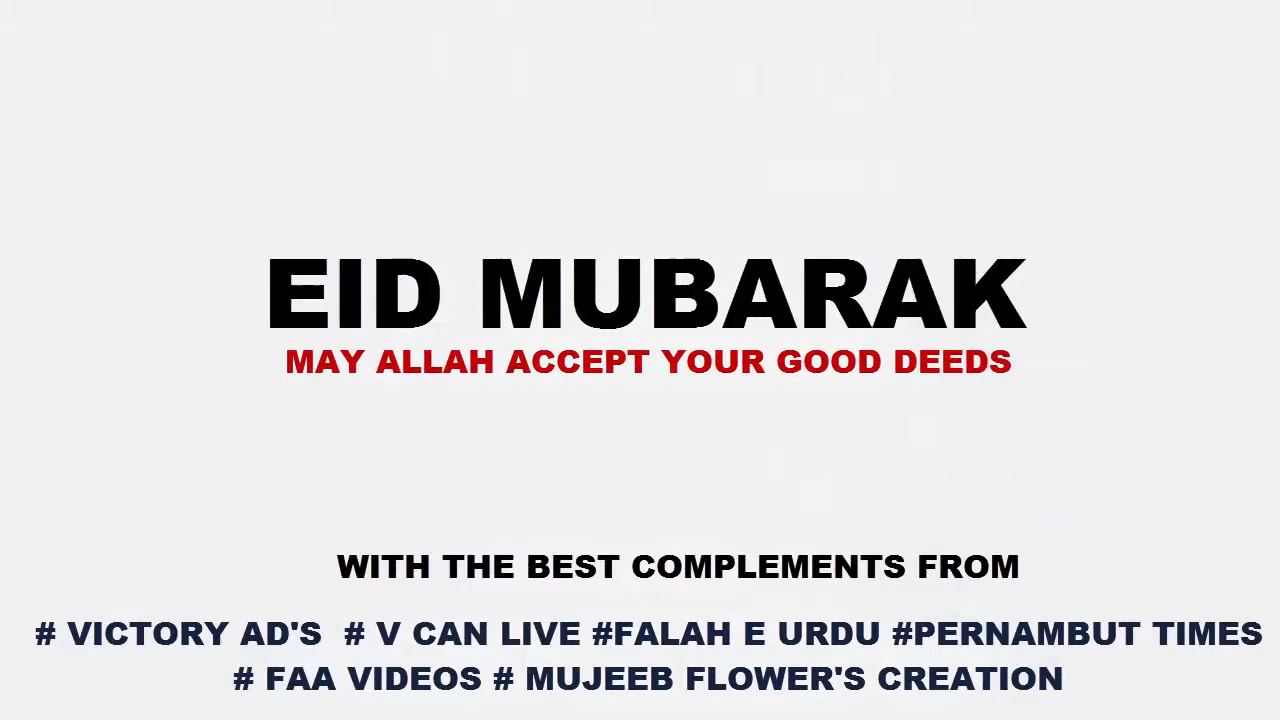 EID MUBARAK
MAY ALLAH ACCEPT YOUR GOOD DEEDS
WITH THE BEST COMPLEMENTS FROM
# VICTORY AD'S # V CAN LIVE #FALAH E URDU #PERNAMBUT TIMES
# FAA VIDEOS # MUJEEB FLOWER'S CREATION